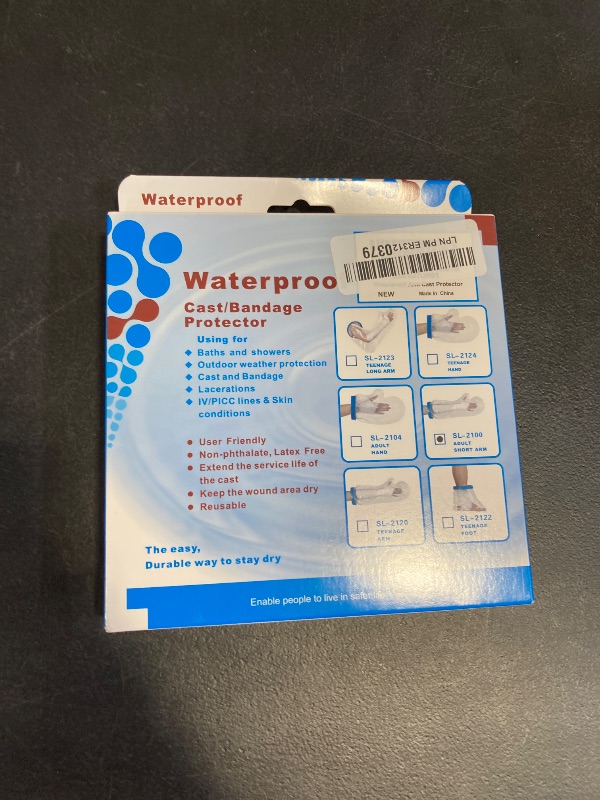 Waterproof
LPN PM ER3120379
Waterproo
Cast Protector
NEW
Made in China
Cast/Bandage
Protector
Using for
Baths and showers
Outdoor weather protection
Cast and Bandage
Lacerations
IV/PICC lines & Skin
conditions
User Friendly
Non-phthalate, Latex Free
Extend the service life of
the cast
Keep the wound area dry
Reusable
The easy,
Durable way to stay dry
SL-2123
TEENAGE
LONG ARM
SL-2124
TEENAGE
HAND
SL-2104
ADULT
HAND
SL-2100
ADULT
SHORT ARM
SL-2120
TEENAGE
ARM
SL-2122
TEENAGE
FOOT
Enable people to live in safer